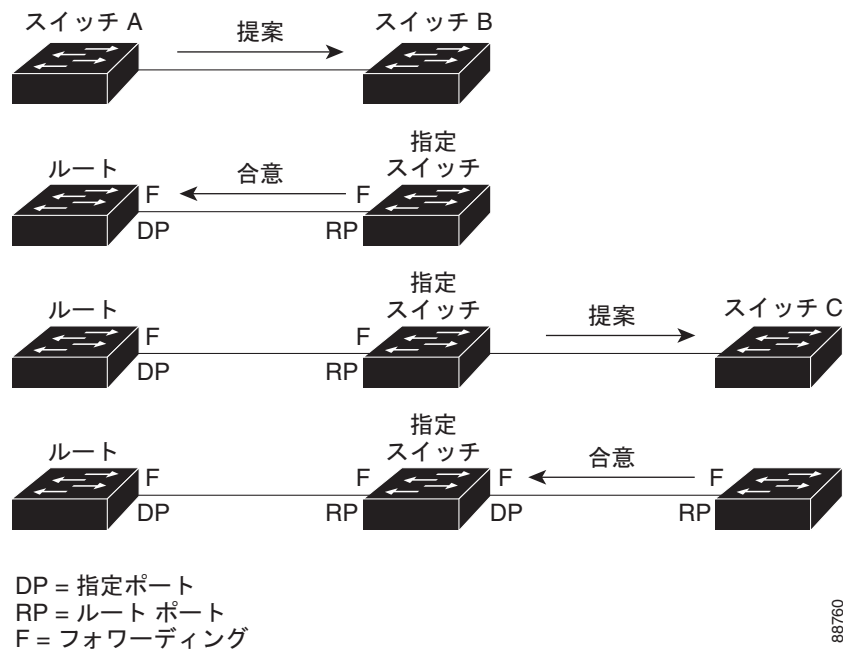 スイッチ A
提案
スイッチ B
指定
ルート
合意
スイッチ
F
F
DP
RP
指定
ルート
スイッチ
提案
スイッチ C
F
F
DP
RP
指定
ルート
スイッチ
合意
F
F
F
F
DP
RP
DP
RP
DP = 指定ポート
RP = ルート ポート
F = フォワーディング
88760